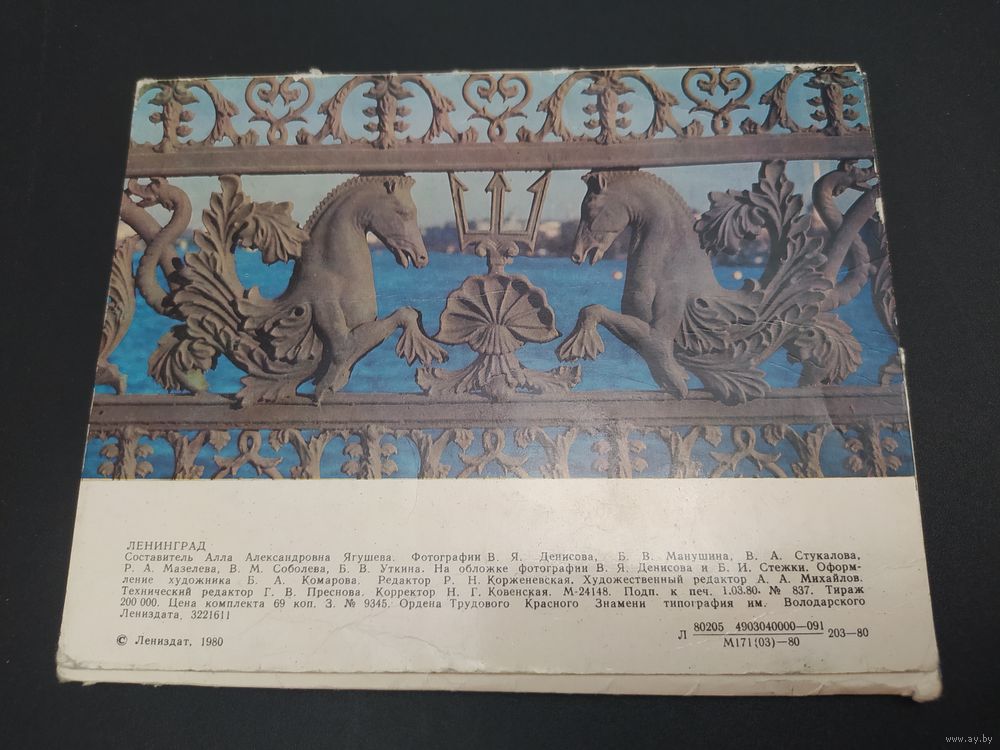 ЛЕНИНГРАД
Составитель Алла Александровна Ягушева. Фотографии В. Я. Денисова, Б. В. Манушина, В. А. Стукалова,
Р. А. Мазелева, В. М. Соболева, Б. В. Уткина. На обложке фотографии В. Я. Денисова и Б. И. Стежки. Оформ-
ление художника Б. А. Комарова. Редактор Р. Н. Корженевская. Художественный редактор А. А. Михайлов.
Технический редактор Г. В. Преснова. Корректор Н. Г. Ковенская. М-24148. Подп. к печ. 1.03.80. № 837. Тираж
200 000. Цена комплекта 69 коп. З. № 9345. Ордена Трудового Красного Знамени типография им. Володарского
Лениздата. 3221611
© Лениздат, 1980
Л 80205 4903040000—091 203—80
М171(03)—80
www.ay.by